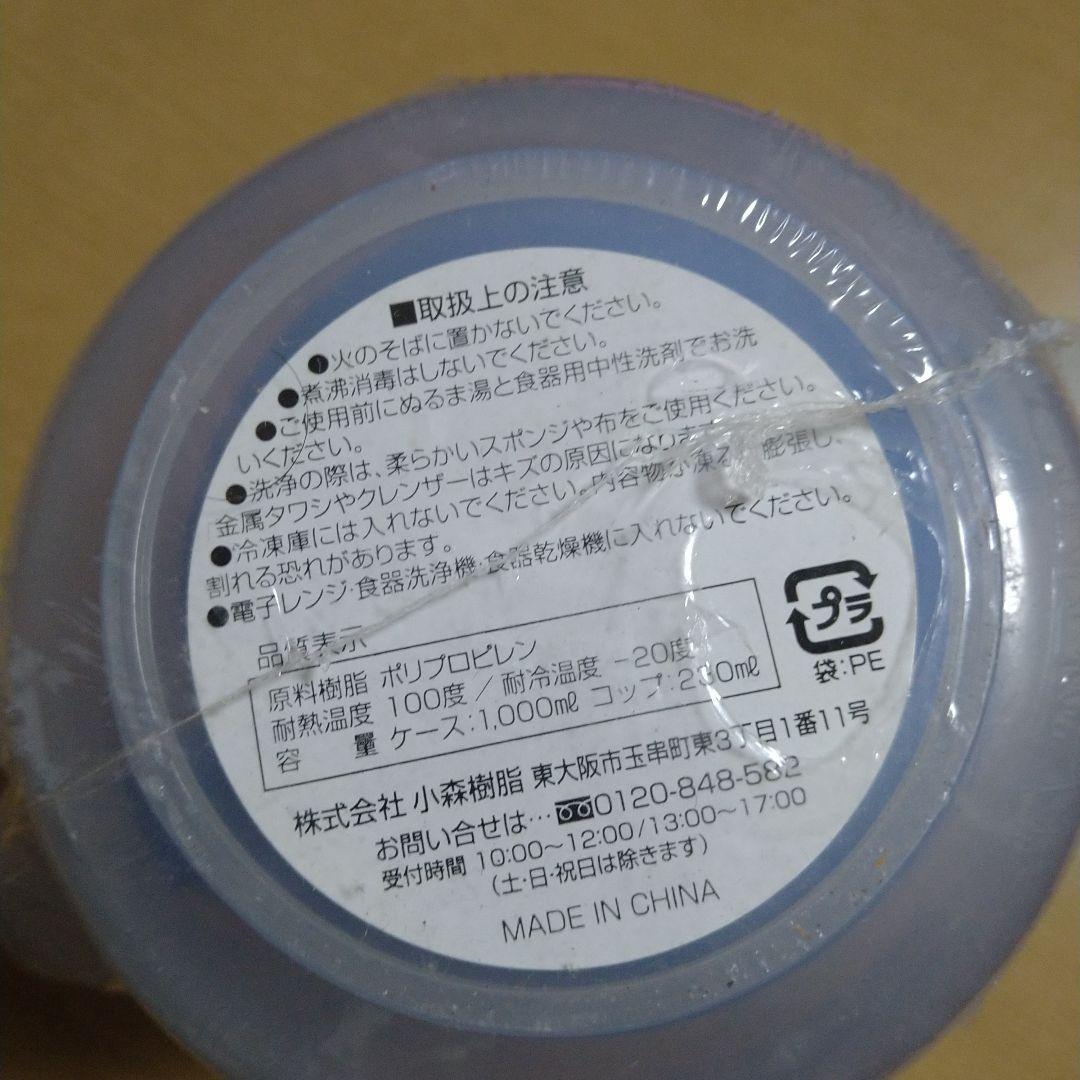 ■取扱上の注意
●火のそばに置かないでください。
●煮沸消毒はしないでください。
●ご使用前にぬるま湯と食器用中性洗剤でお洗
いください。
●洗浄の際は、柔らかいスポンジや布をご使用ください。
金属タワシやクレンザーはキズの原因になります
●冷凍庫には入れないでください。内容物が凍る 膨張し、
割れる恐れがあります。
●電子レンジ・食器洗浄機・食器乾燥機に入れないでください。
品質表示
原料樹脂 ポリプロピレン
耐熱温度 100度／耐冷温度 −20度
容量 ケース:1,000㎖ コップ:230㎖
プラ
袋:PE
株式会社 小森樹脂 東大阪市玉串町東3丁目1番11号
お問い合せは…0120-848-582
受付時間 10:00〜12:00/13:00〜17:00
(土・日・祝日は除きます)
MADE IN CHINA